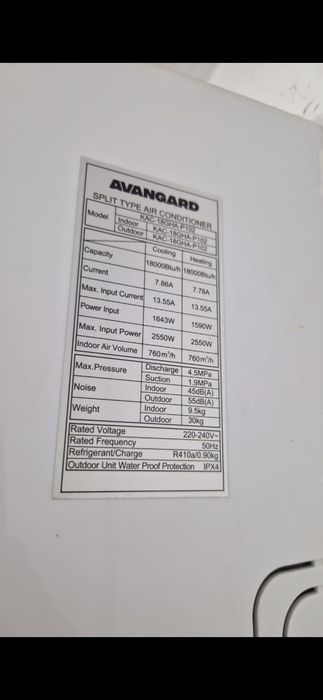 AVANGARD
SPLIT TYPE AIR CONDITIONER
Model KAC-18GHA-P102
Indoor KAC-18GHA-P102
Outdoor KAC-18GHA-P102
Cooling Heating
Capacity 18000Btu/h 18000Btu/h
Current 7.86A 7.78A
Max. Input Current 13.55A 13.55A
Power Input 1643W 1590W
Max. Input Power 2550W 2550W
Indoor Air Volume 760m³/h 760m³/h
Max.Pressure Discharge 4.5MPa
Suction 1.9MPa
Noise Indoor 45dB(A)
Outdoor 55dB(A)
Weight Indoor 9.5kg
Outdoor 30kg
Rated Voltage 220-240V~
Rated Frequency 50Hz
Refrigerant/Charge R410a/0.90kg
Outdoor Unit Water Proof Protection IPX4